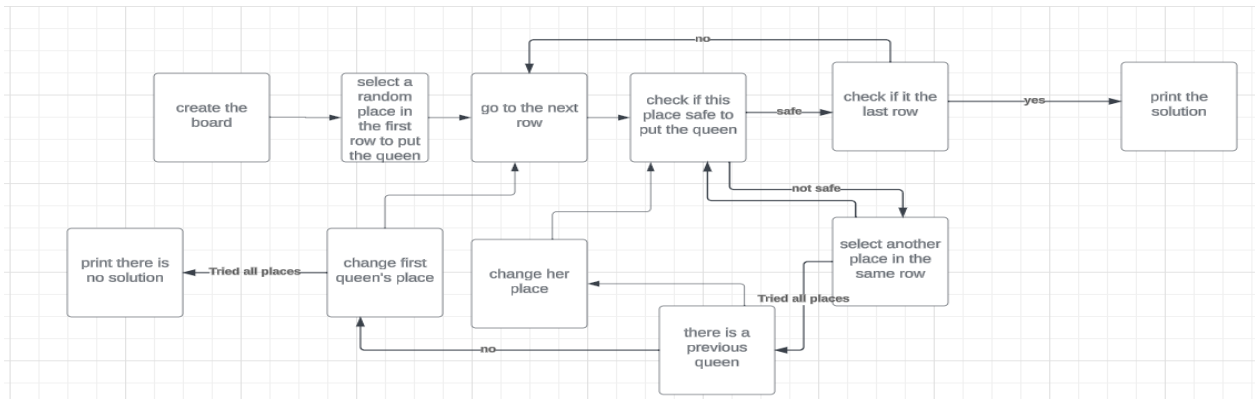 no
create the
board
select a
random
place in
the first
row to put
the queen
go to the next
row
check if this
place safe to
put the queen
safe
check if it the
last row
yes
print the
solution
not safe
print there is
no solution
Tried all places
change first
queen's place
change her
place
select another
place in the
same row
Tried all places
there is a
previous
queen
no